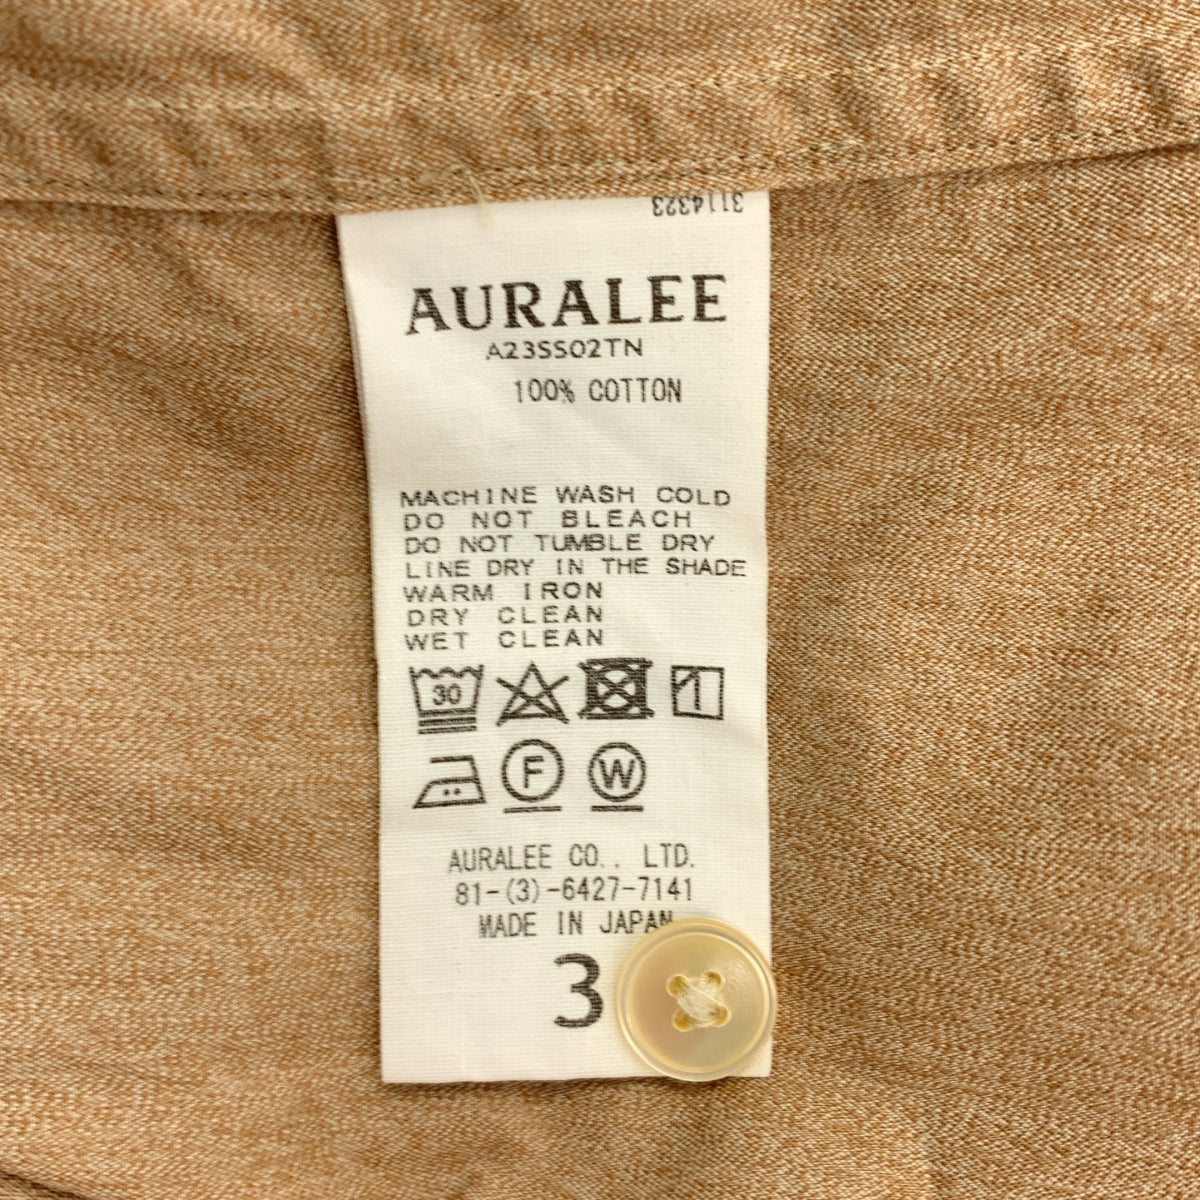 3114323
AURALEE
A23SS02TN
100% COTTON
MACHINE WASH COLD
DO NOT BLEACH
DO NOT TUMBLE DRY
LINE DRY IN THE SHADE
WARM IRON
DRY CLEAN
WET CLEAN
30
F W
AURALEE CO., LTD.
81-(3)-6427-7141
MADE IN JAPAN
3